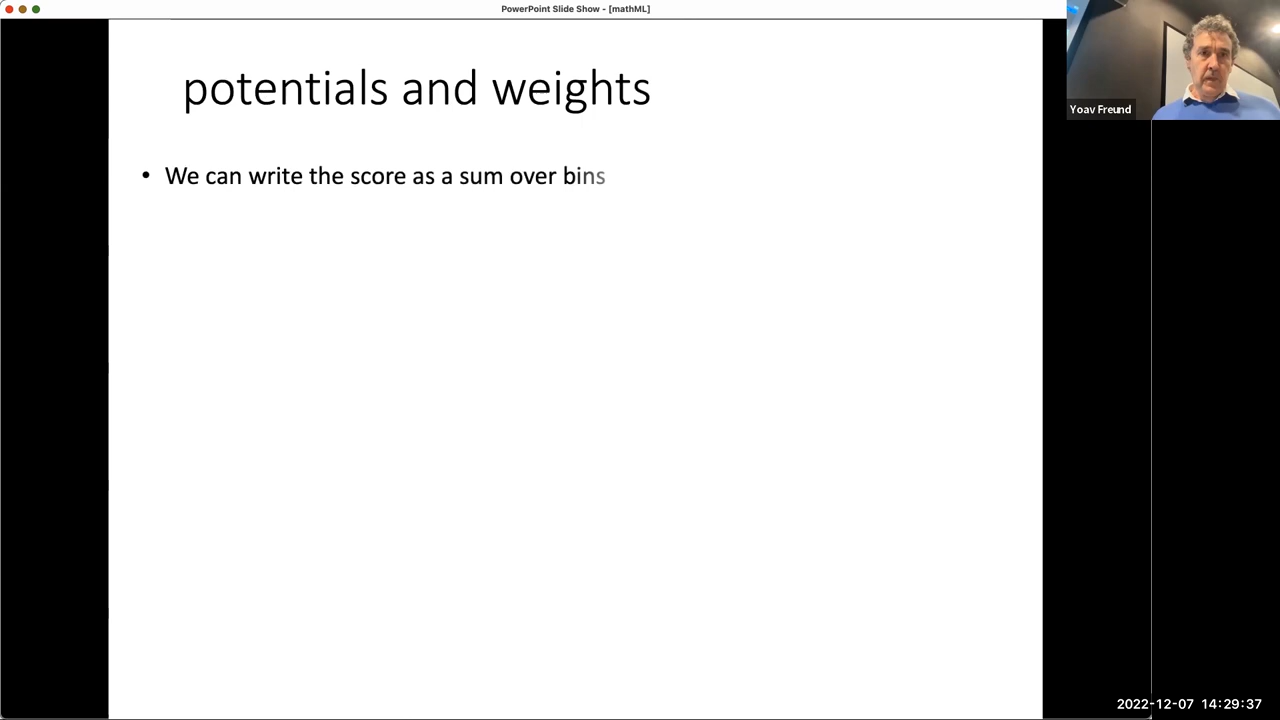 PowerPoint Slide Show - [mathML]
potentials and weights
• We can write the score as a sum over bins
Yoav Freund
2022-12-07 14:29:37